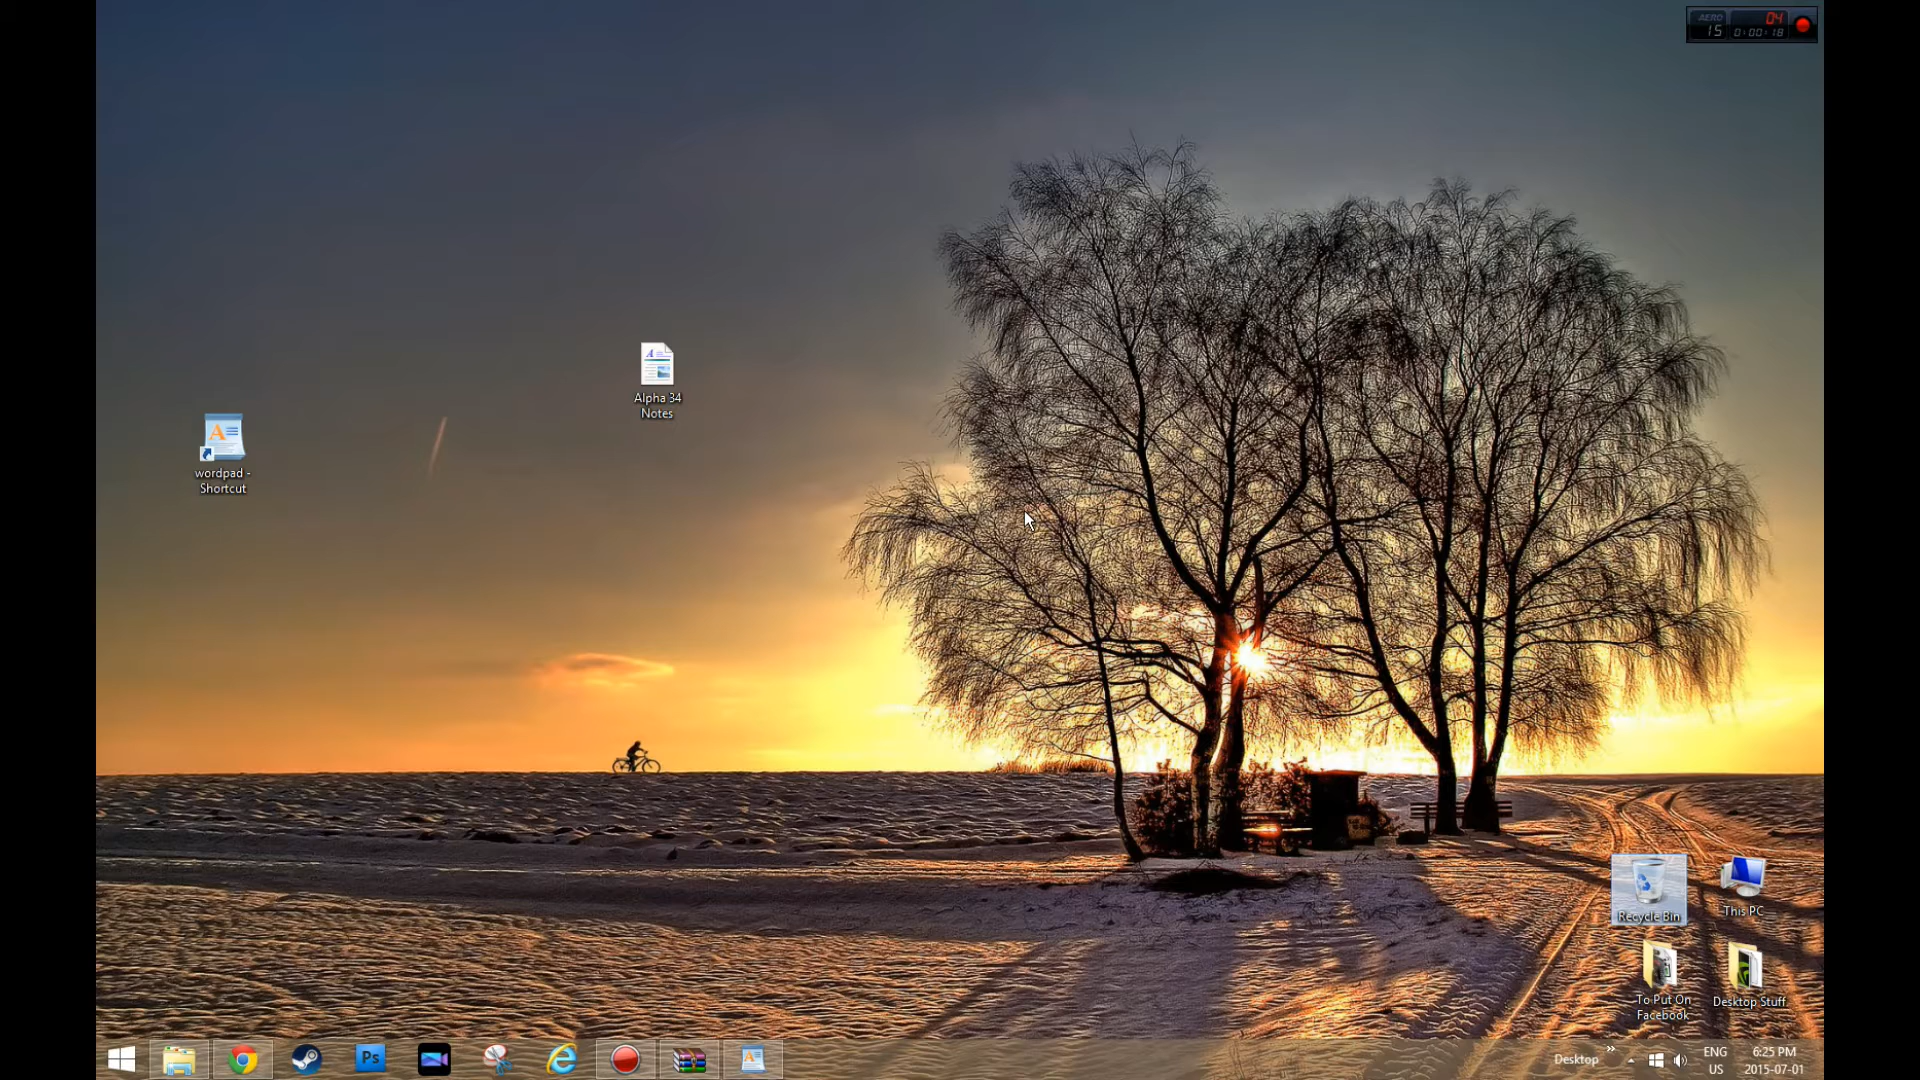 AERO
15
04
0:00:18
Alpha 34
Notes
A
wordpad -
Shortcut
Recycle Bin
This PC
To Put On
Facebook
Desktop Stuff
Ps
Desktop
»
ENG
US
6:25 PM
2015-07-01